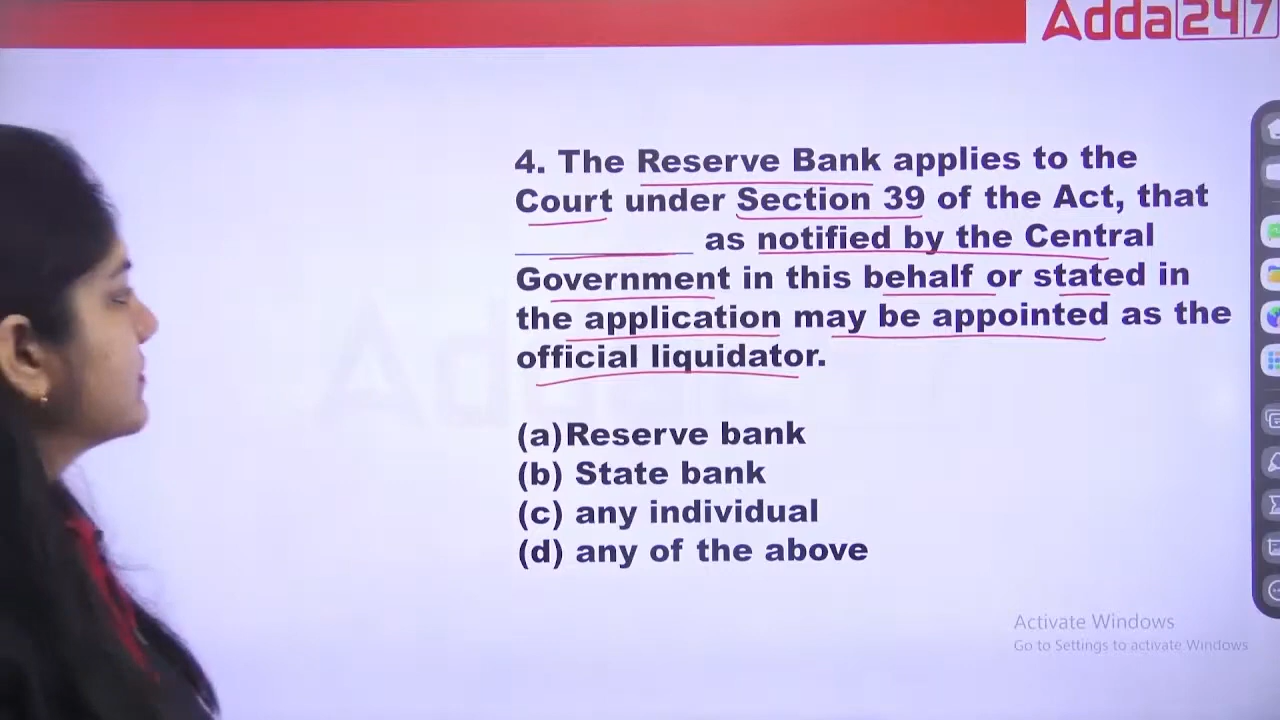 Adda247
4. The Reserve Bank applies to the
Court under Section 39 of the Act, that
____________ as notified by the Central
Government in this behalf or stated in
the application may be appointed as the
official liquidator.
(a)Reserve bank
(b) State bank
(c) any individual
(d) any of the above
Activate Windows
Go to Settings to activate Windows